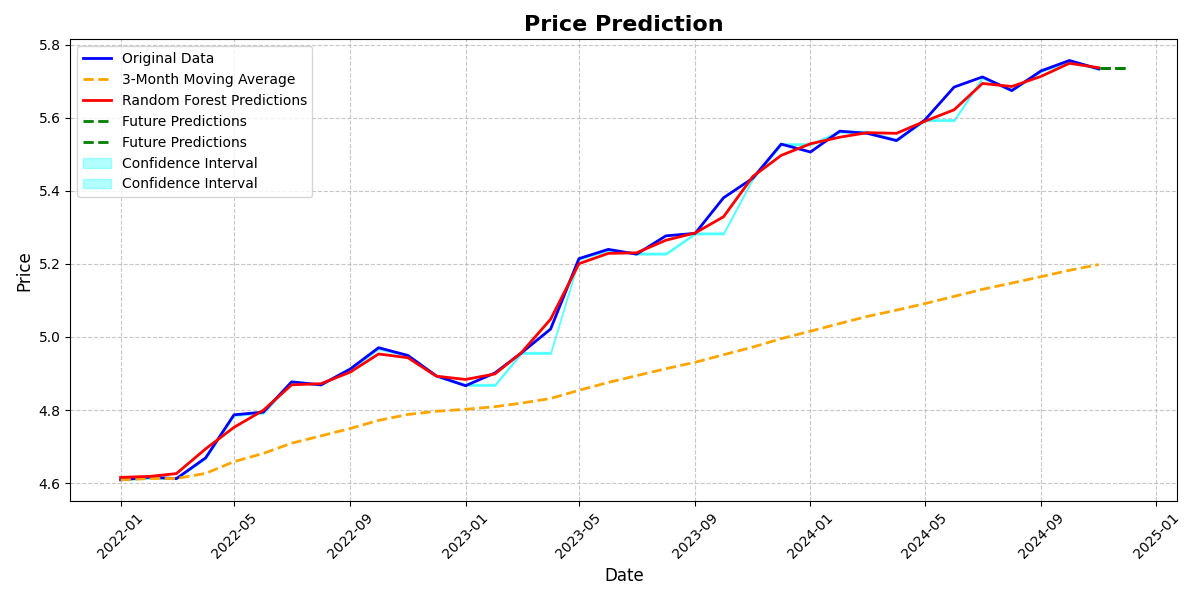 Price Prediction
Original Data
3-Month Moving Average
Random Forest Predictions
Future Predictions
Future Predictions
Confidence Interval
Confidence Interval
5.8
5.6
5.4
5.2
5.0
4.8
4.6
Price
2022-01
2022-05
2022-09
2023-01
2023-05
2023-09
2024-01
2024-05
2024-09
2025-01
Date